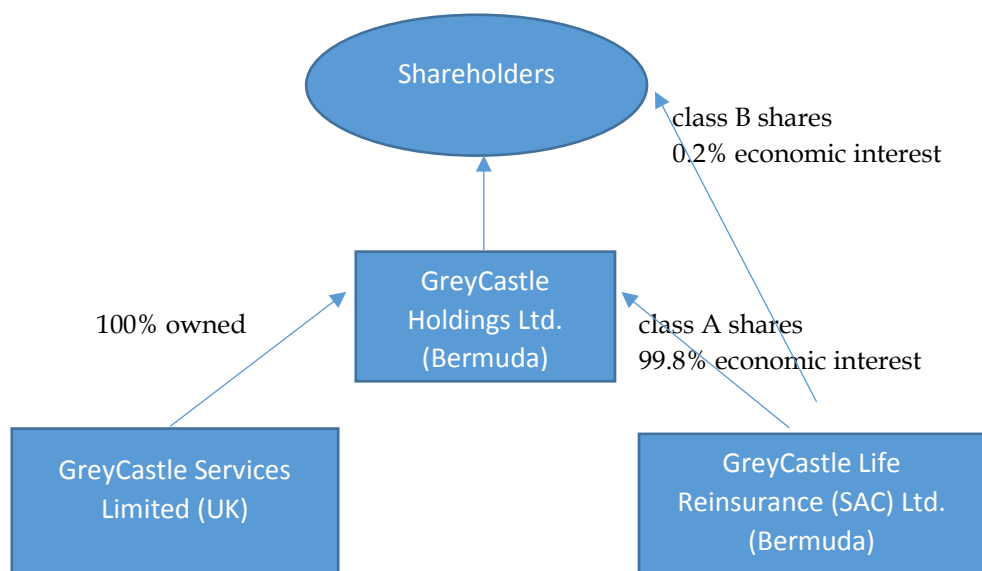 Shareholders
class B shares
0.2% economic interest
GreyCastle
Holdings Ltd.
(Bermuda)
100% owned
class A shares
99.8% economic interest
GreyCastle Services
Limited (UK)
GreyCastle Life
Reinsurance (SAC) Ltd.
(Bermuda)